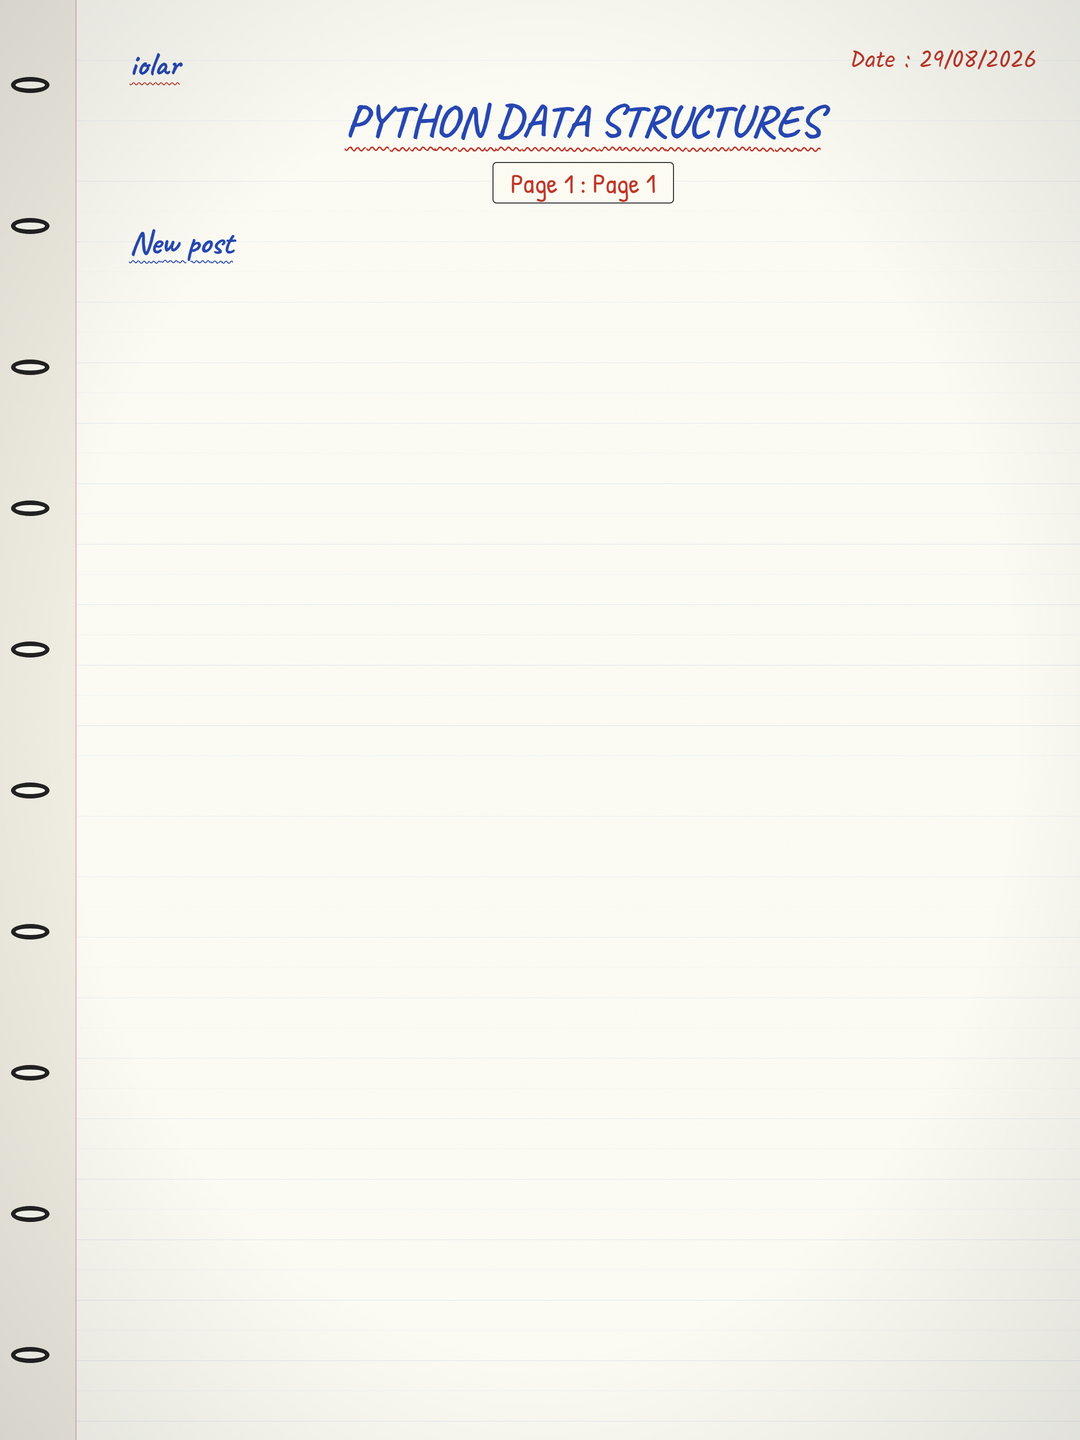 iolar
Date : 29/08/2026
PYTHON DATA STRUCTURES
Page 1 : Page 1
New post